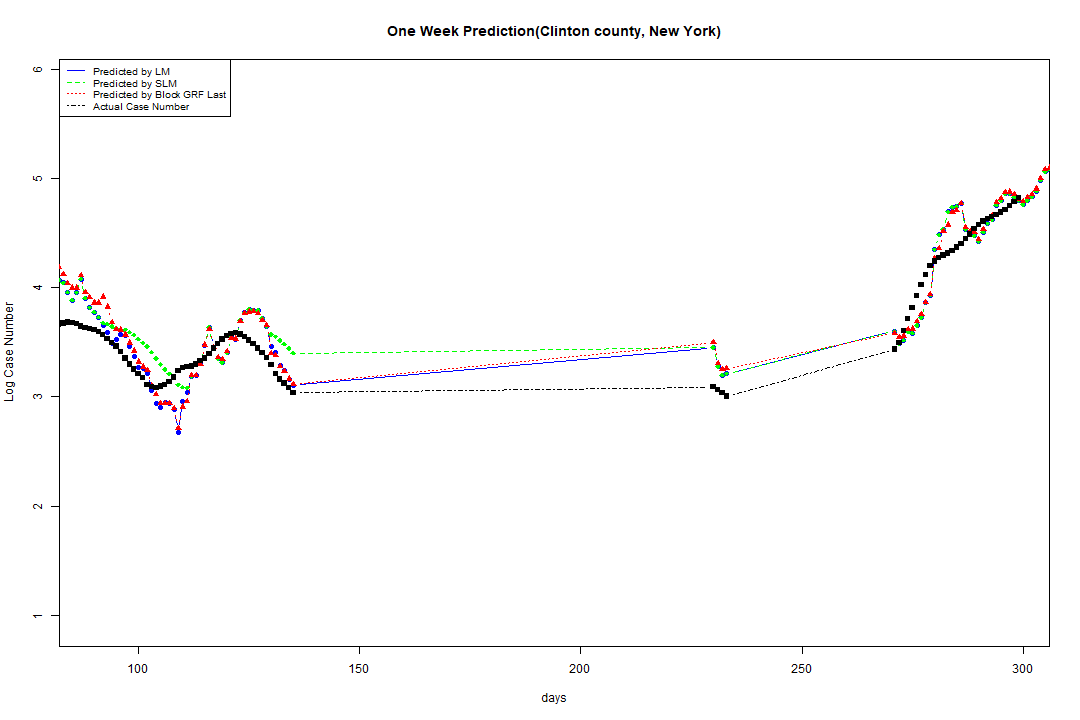 One Week Prediction(Clinton county, New York)
Predicted by LM
Predicted by SLM
Predicted by Block GRF Last
Actual Case Number
Log Case Number
6
5
4
3
2
1
100 150 200 250 300
days